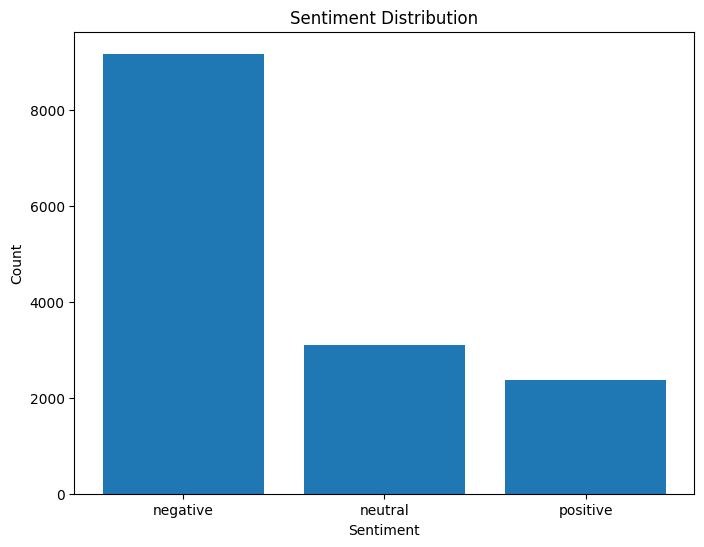 Sentiment Distribution
Count
8000
6000
4000
2000
0
negative neutral positive
Sentiment